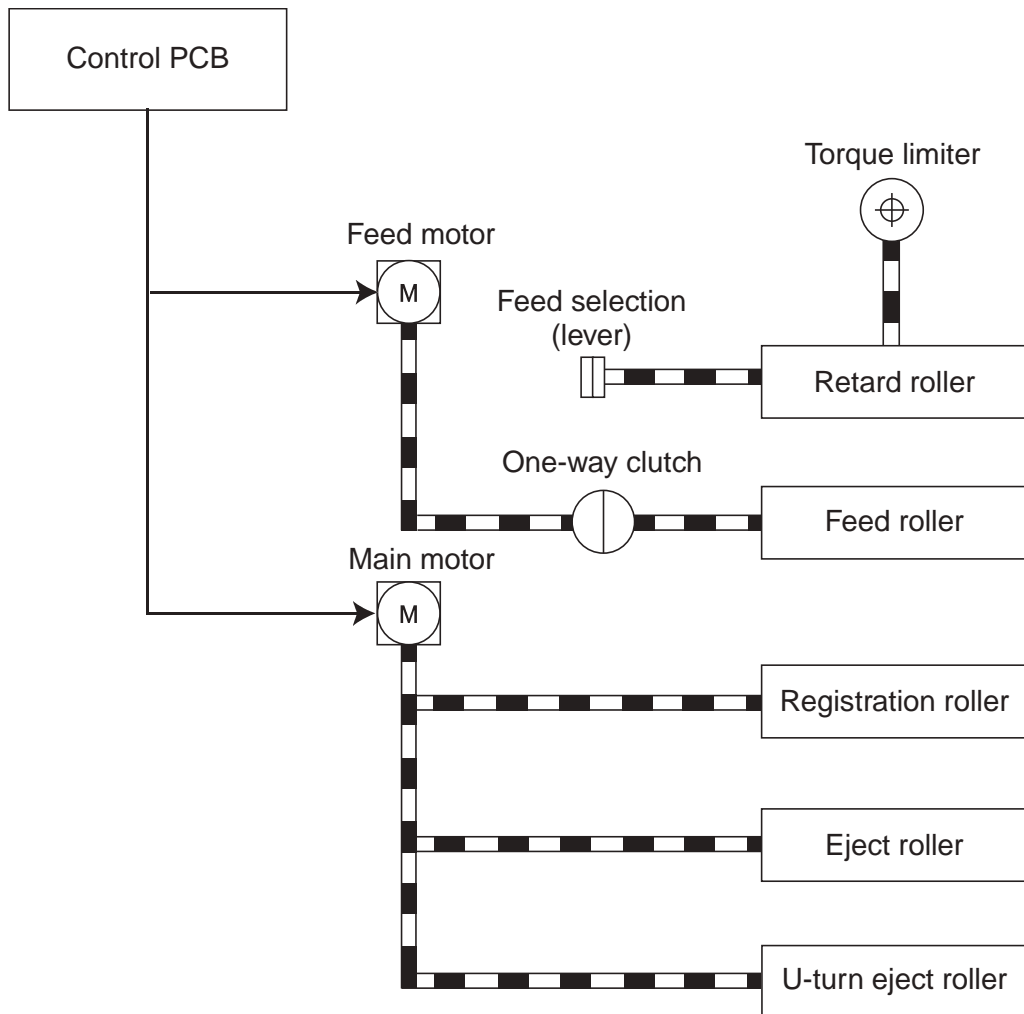 Control PCB
Torque limiter
Feed motor
M
Feed selection
(lever)
Retard roller
One-way clutch
Feed roller
Main motor
M
Registration roller
Eject roller
U-turn eject roller